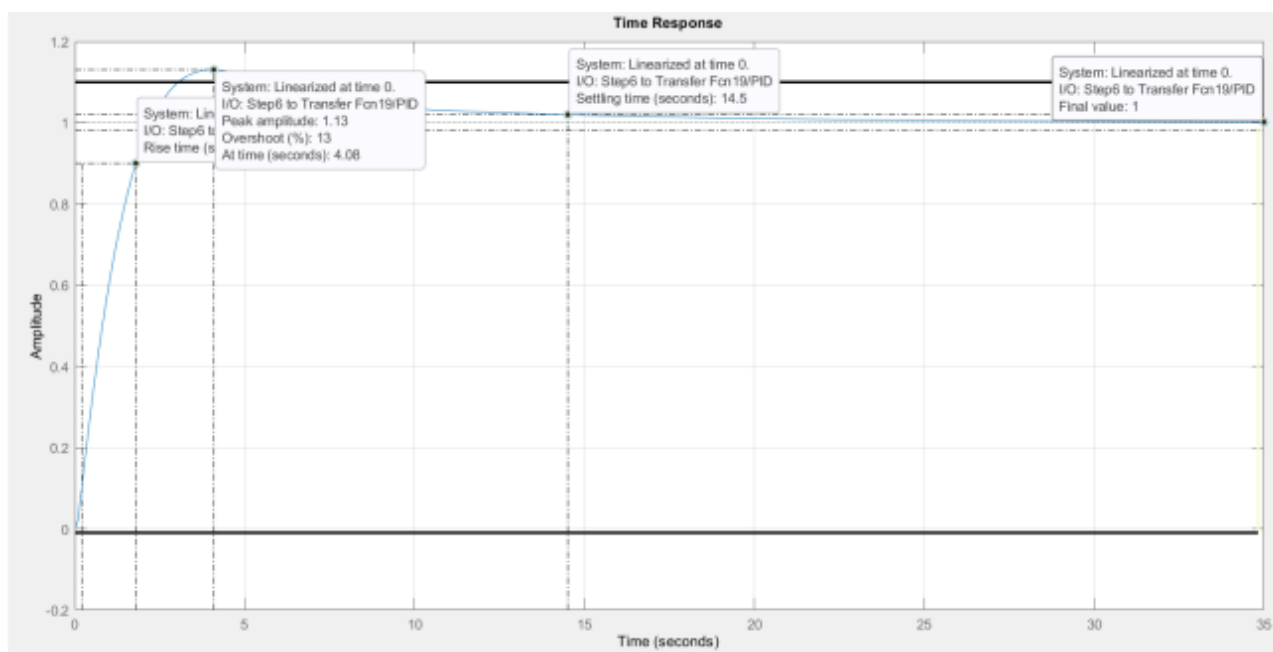 Time Response
1.2
1
0.8
0.6
0.4
0.2
0
-0.2
Amplitude
System:
I/O: Step6
Rise time
System: Linearized at time 0.
I/O: Step6 to Transfer Fcn19/PID
Peak amplitude: 1.13
Overshoot (%): 13
At time (seconds): 4.08
System: Linearized at time 0.
I/O: Step6 to Transfer Fcn19/PID
Settling time (seconds): 14.5
System: Linearized at time 0.
I/O: Step6 to Transfer Fcn19/PID
Final value: 1
0 5 10 15 20 25 30 35
Time (seconds)